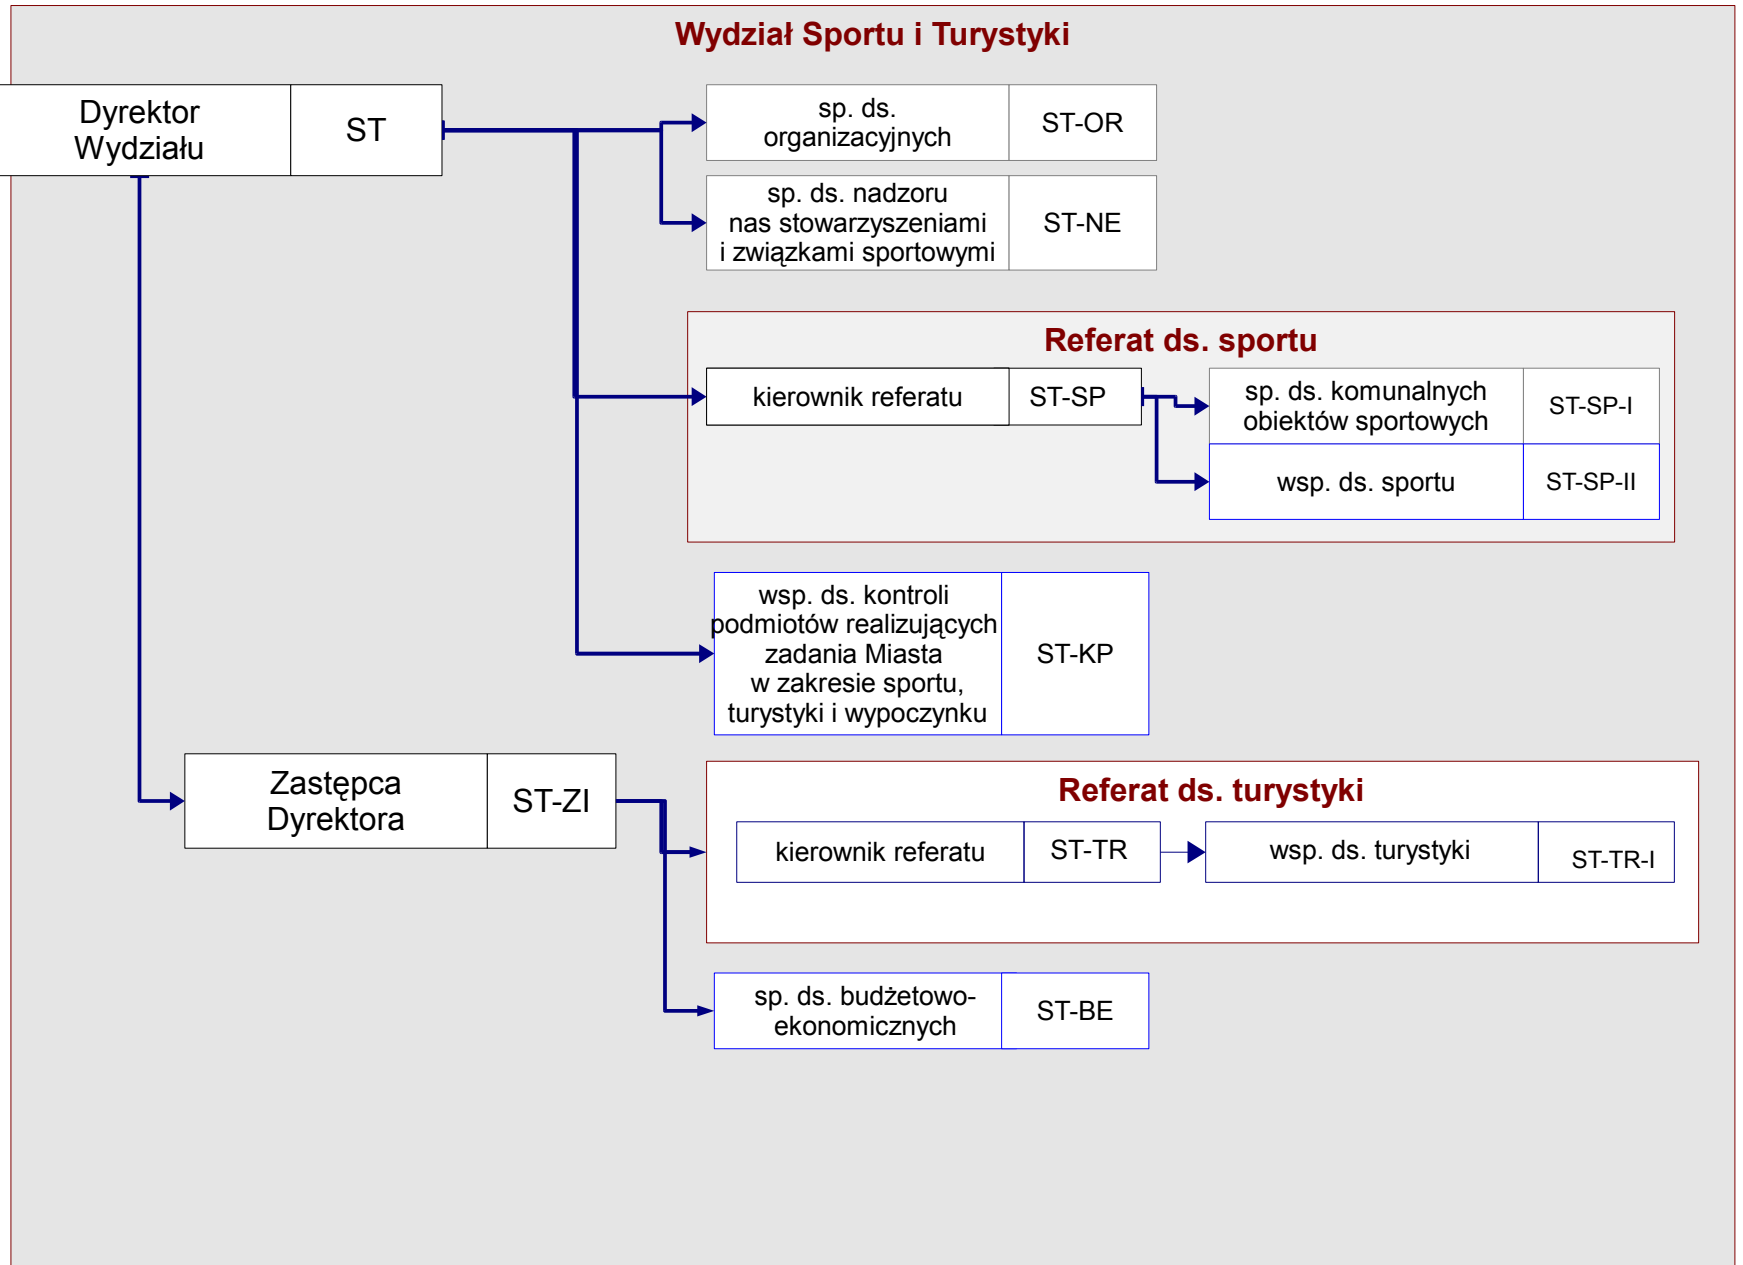 Wydział Sportu i Turystyki
Dyrektor
Wydziału
ST
sp. ds.
organizacyjnych
ST-OR
sp. ds. nadzoru
nas stowarzyszeniami
i związkami sportowymi
ST-NE
Referat ds. sportu
kierownik referatu
ST-SP
sp. ds. komunalnych
obiektów sportowych
ST-SP-I
wsp. ds. sportu
ST-SP-II
wsp. ds. kontroli
podmiotów realizujących
zadania Miasta
w zakresie sportu,
turystyki i wypoczynku
ST-KP
Zastępca
Dyrektora
ST-ZI
Referat ds. turystyki
kierownik referatu
ST-TR
wsp. ds. turystyki
ST-TR-I
sp. ds. budżetowo-
ekonomicznych
ST-BE